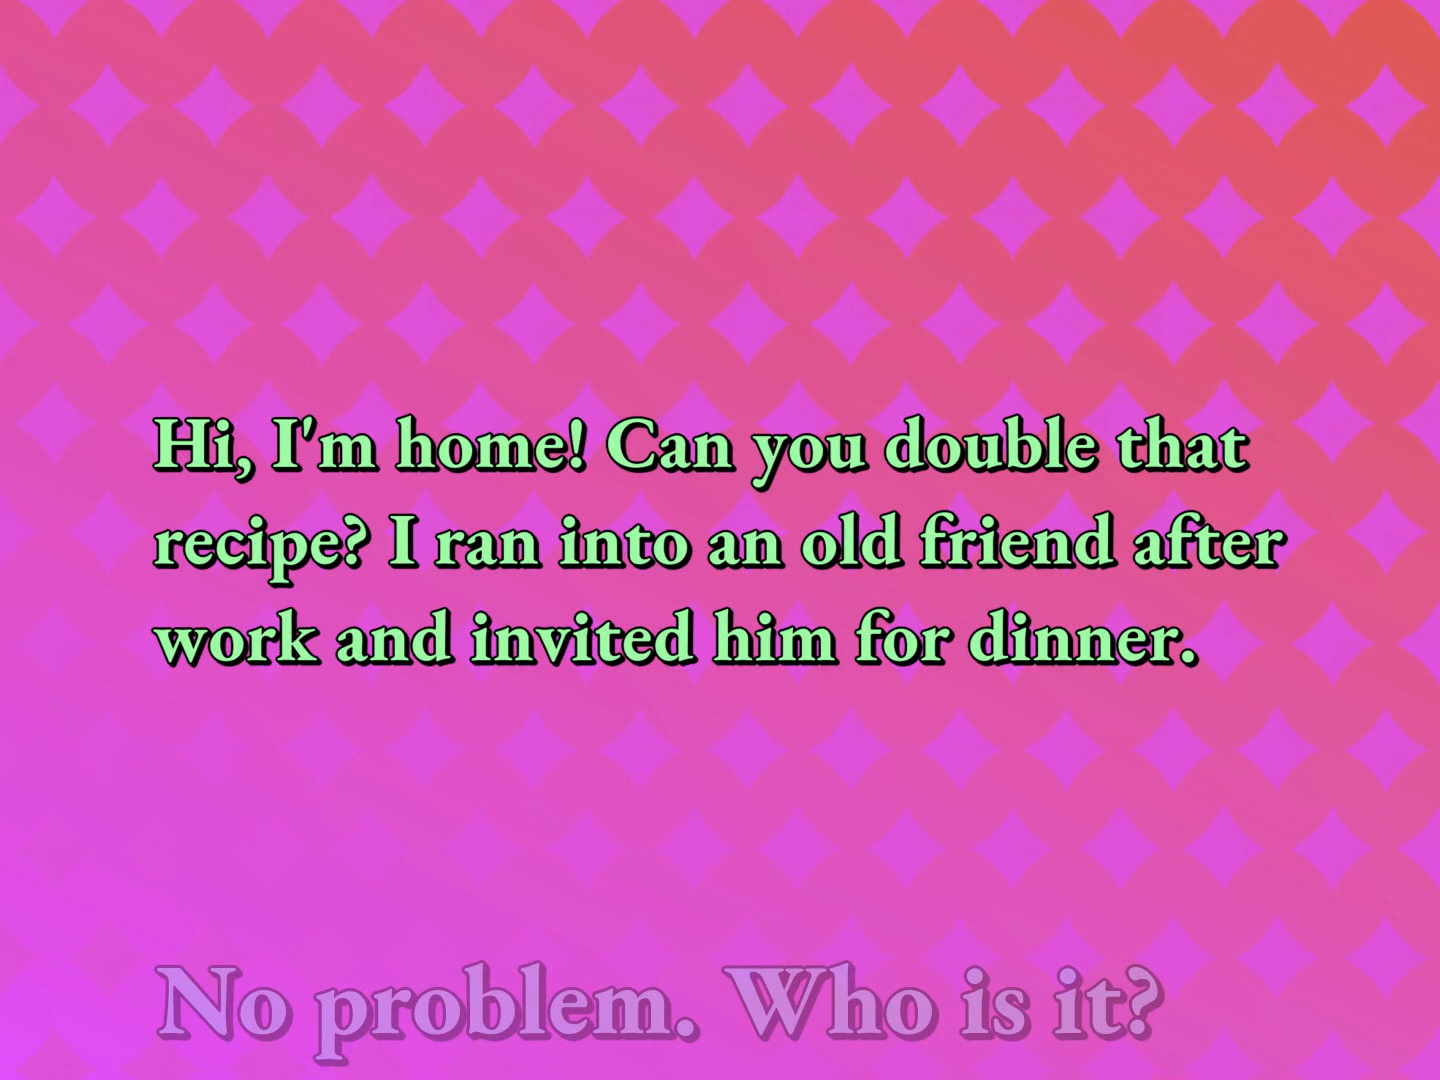 Hi, I'm home! Can you double that
recipe? I ran into an old friend after
work and invited him for dinner.
No problem. Who is it?